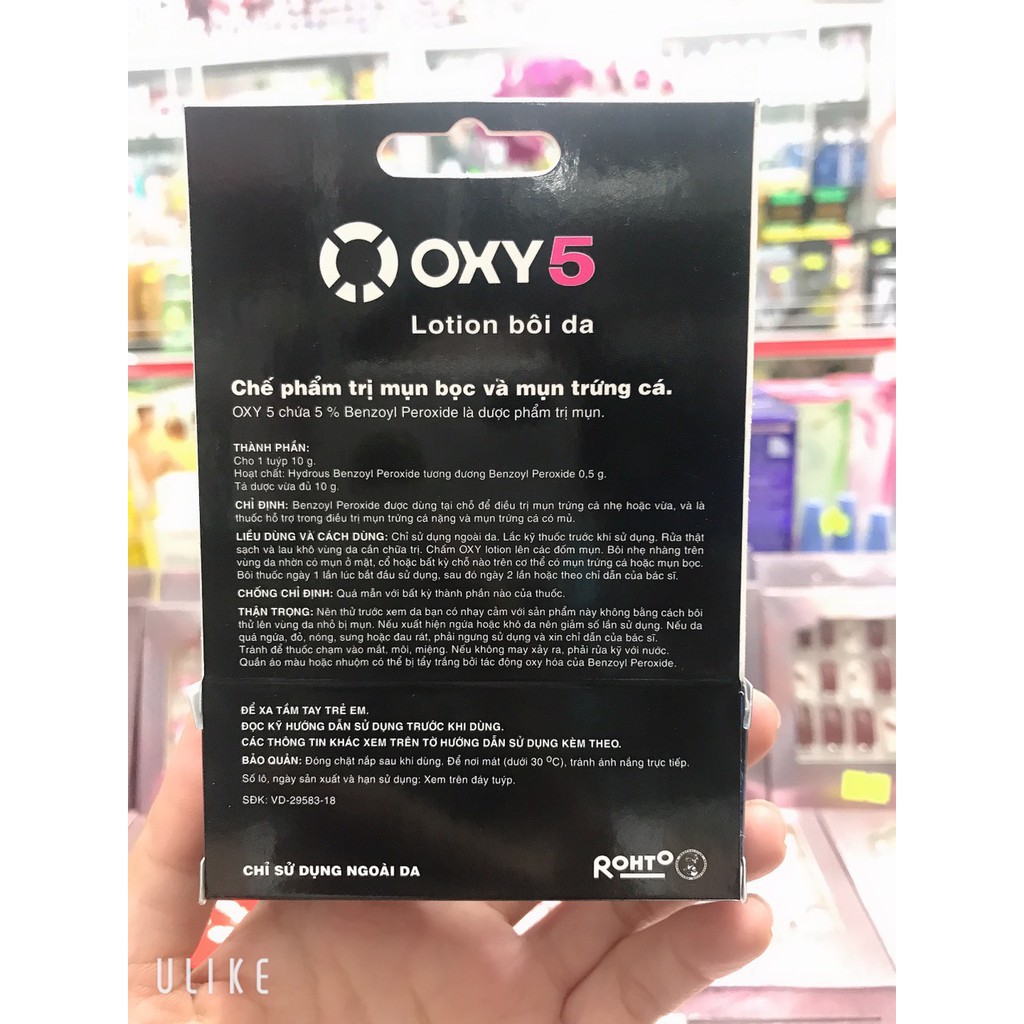 OXY5
Lotion bôi da
Chế phẩm trị mụn bọc và mụn trứng cá.
OXY 5 chứa 5 % Benzoyl Peroxide là dược phẩm trị mụn.
THÀNH PHẦN:
Cho 1 tuýp 10 g.
Hoạt chất: Hydrous Benzoyl Peroxide tương đương Benzoyl Peroxide 0,5 g.
Tá dược vừa đủ 10 g.
CHỈ ĐỊNH: Benzoyl Peroxide được dùng tại chỗ để điều trị mụn trứng cá nhẹ hoặc vừa, và là
thuốc hỗ trợ trong điều trị mụn trứng cá nặng và mụn trứng cá có mủ.
LIỀU DÙNG VÀ CÁCH DÙNG: Chỉ sử dụng ngoài da. Lắc kỹ thuốc trước khi sử dụng. Rửa thật
sạch và lau khô vùng da cần chữa trị. Chấm OXY lotion lên các đốm mụn. Bôi nhẹ nhàng trên
vùng da nhờn có mụn ở mặt, cổ hoặc bất kỳ chỗ nào trên cơ thể có mụn trứng cá hoặc mụn bọc.
Bôi thuốc ngày 1 lần lúc bắt đầu sử dụng, sau đó ngày 2 lần hoặc theo chỉ dẫn của bác sĩ.
CHỐNG CHỈ ĐỊNH: Quá mẫn với bất kỳ thành phần nào của thuốc.
THẬN TRỌNG: Nên thử trước xem da bạn có nhạy cảm với sản phẩm này không bằng cách bôi
thử lên vùng da nhỏ bị mụn. Nếu xuất hiện ngứa hoặc khô da nên giảm số lần sử dụng. Nếu da
quá ngứa, đỏ, nóng, sưng hoặc đau rát, phải ngưng sử dụng và xin chỉ dẫn của bác sĩ.
Tránh để thuốc chạm vào mắt, môi, miệng. Nếu không may xảy ra, phải rửa kỹ với nước.
Quần áo màu hoặc nhuộm có thể bị tẩy trắng bởi tác động oxy hóa của Benzoyl Peroxide.
ĐỂ XA TẦM TAY TRẺ EM.
ĐỌC KỸ HƯỚNG DẪN SỬ DỤNG TRƯỚC KHI DÙNG.
CÁC THÔNG TIN KHÁC XEM TRÊN TỜ HƯỚNG DẪN SỬ DỤNG KÈM THEO.
BẢO QUẢN: Đóng chặt nắp sau khi dùng. Để nơi mát (dưới 30 ºC), tránh ánh nắng trực tiếp.
Số lô, ngày sản xuất và hạn sử dụng: Xem trên đáy tuýp.
SĐK: VD-29583-18
CHỈ SỬ DỤNG NGOÀI DA
ROHTO
ULIKE